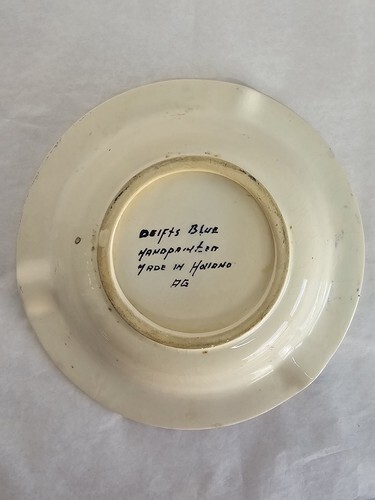 Delfts Blue
Handpainted
Made in Holland
AG